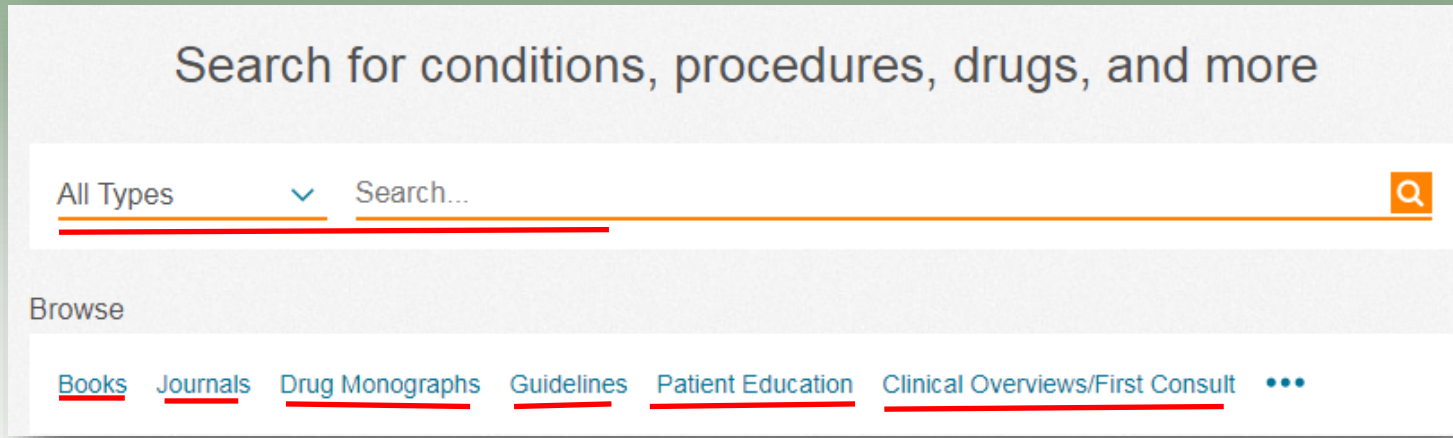 Search for conditions, procedures, drugs, and more
All Types Search...
Browse
Books Journals Drug Monographs Guidelines Patient Education Clinical Overviews/First Consult •••